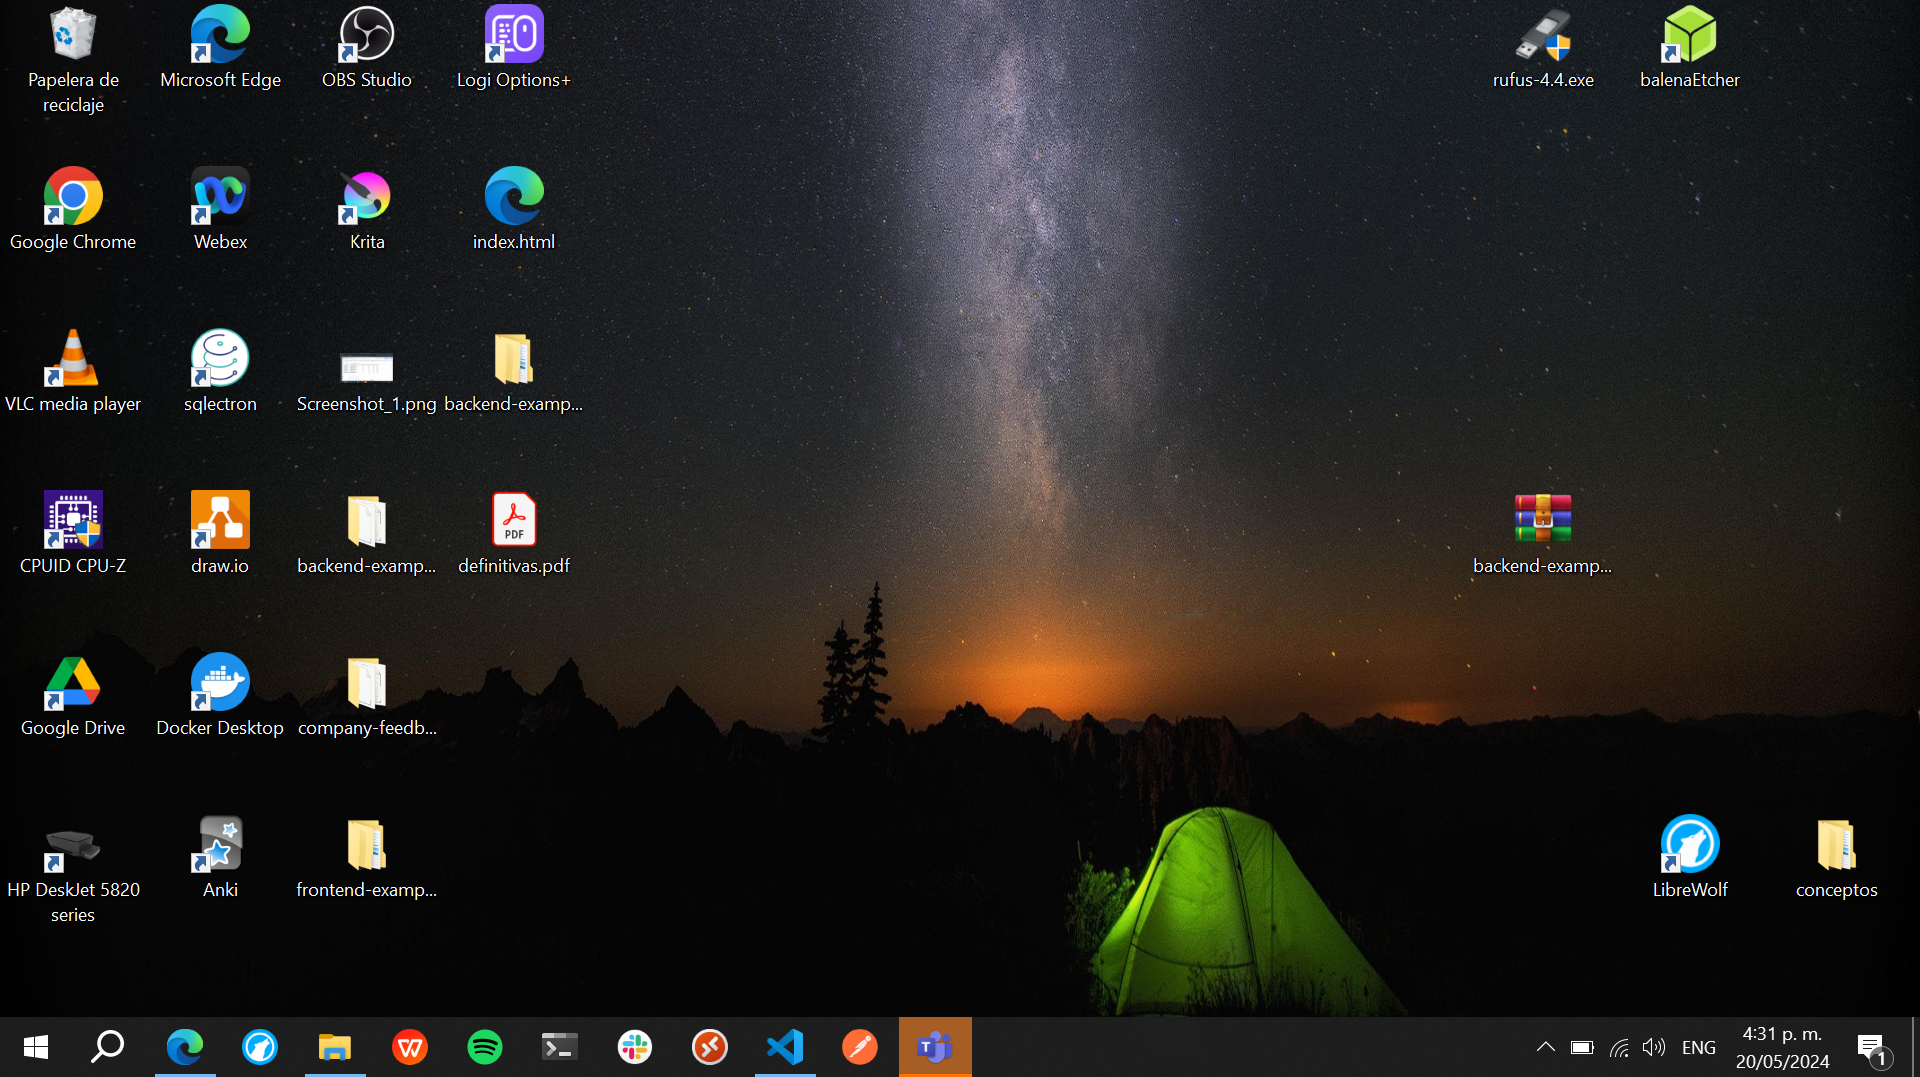 Papelera de
reciclaje
Microsoft Edge
OBS Studio
Logi Options+
rufus-4.4.exe
balenaEtcher
Google Chrome
Webex
Krita
index.html
VLC media player
sqlectron
Screenshot_1.png
backend-examp...
CPUID CPU-Z
draw.io
backend-examp...
PDF
definitivas.pdf
backend-examp...
Google Drive
Docker Desktop
company-feedb...
HP DeskJet 5820
series
Anki
frontend-examp...
LibreWolf
conceptos
ENG
4:31 p. m.
20/05/2024
1